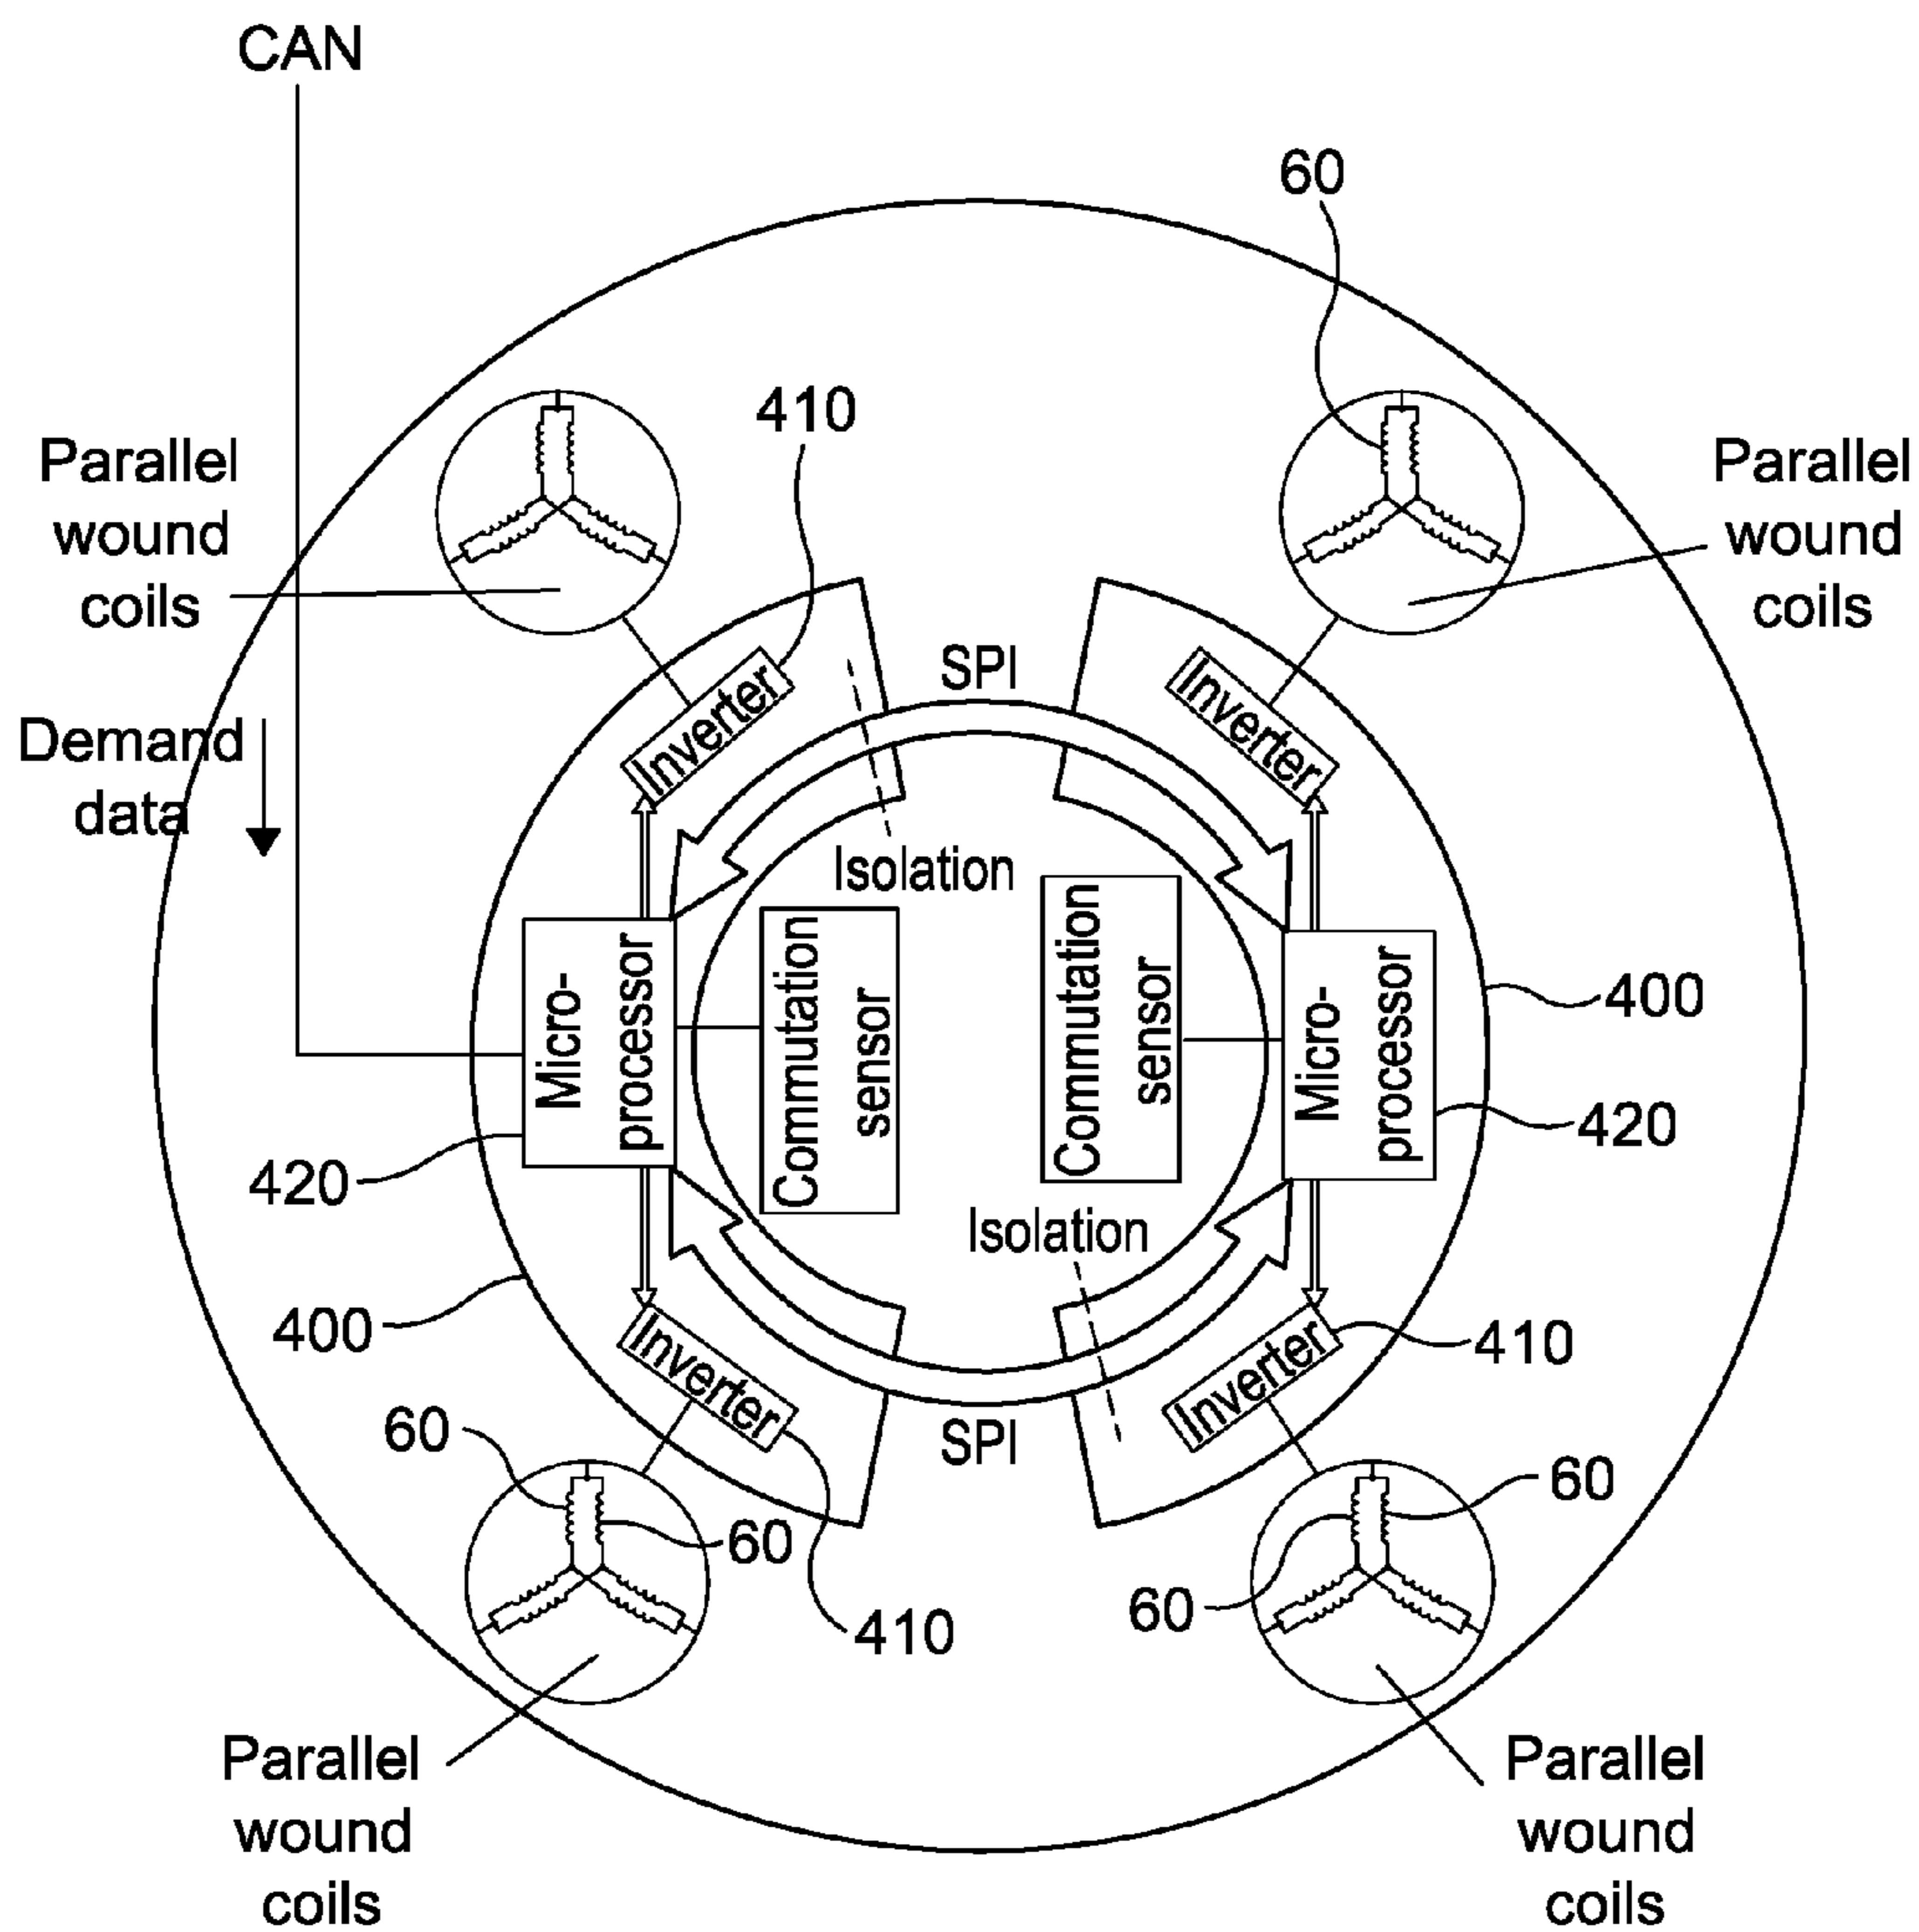 CAN
60
410
Parallel
wound
coils
Parallel
wound
coils
SPI
Inverter
Inverter
Demand
data
Isolation
Micro-
processor
Commutation
sensor
Commutation
sensor
Micro-
processor
400
420
420
Isolation
400
Inverter
Inverter
410
60
SPI
60
60
60
410
Parallel
wound
coils
Parallel
wound
coils